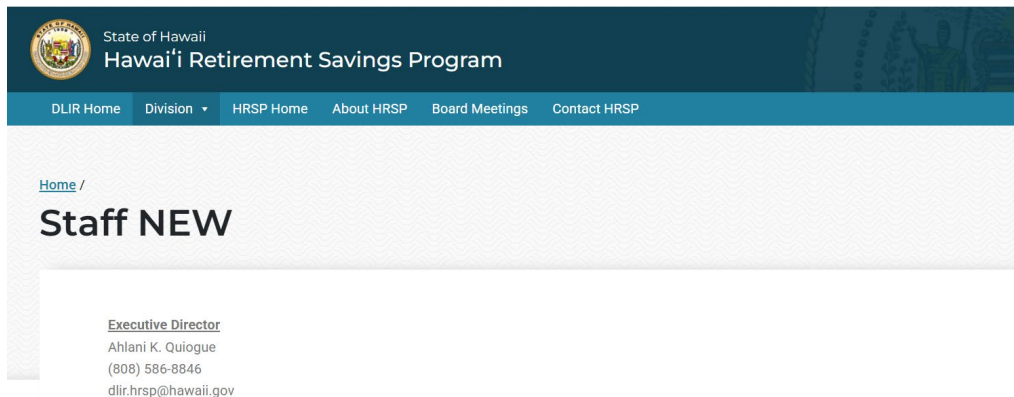 State of Hawaii
Hawaiʻi Retirement Savings Program
DLIR Home Division ▾ HRSP Home About HRSP Board Meetings Contact HRSP
Home /
Staff NEW
Executive Director
Ahlani K. Quiogue
(808) 586-8846
dlir.hrsp@hawaii.gov